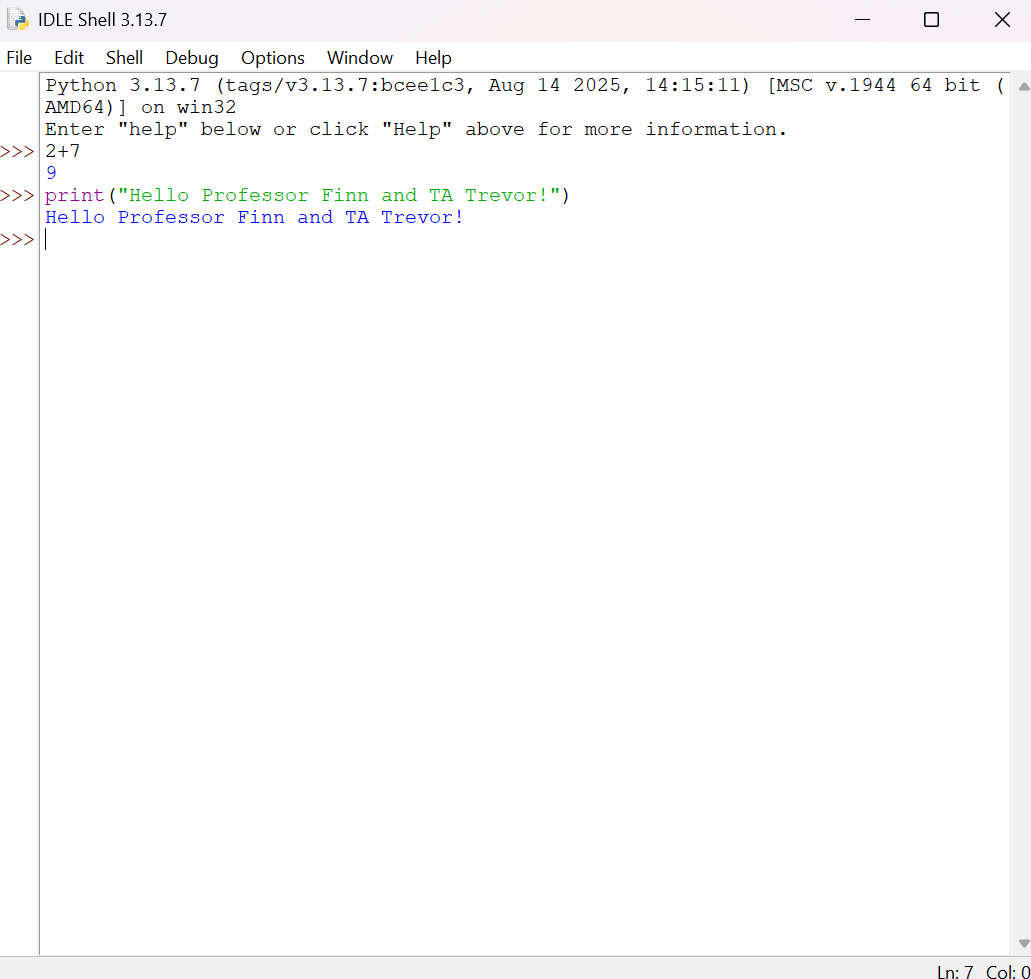 IDLE Shell 3.13.7
File Edit Shell Debug Options Window Help
Python 3.13.7 (tags/v3.13.7:bcee1c3, Aug 14 2025, 14:15:11) [MSC v.1944 64 bit (
AMD64)] on win32
Enter "help" below or click "Help" above for more information.
>>> 2+7
9
>>> print("Hello Professor Finn and TA Trevor!")
Hello Professor Finn and TA Trevor!
>>>
Ln: 7 Col: 0